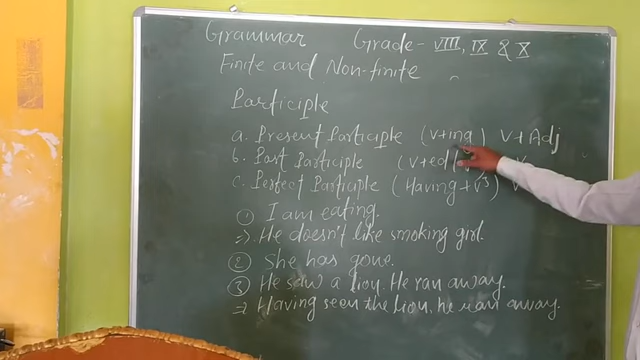 Grammar Grade- VIII, IX & X
Finite and Non-finite
Participle
a. Present Participle (V+ing) V+Adj
b. Past Participle (V+ed) V
c. Perfect Participle (Having+V³) V
① I am eating.
⇒ He doesn't like smoking girl.
② She has gone.
③ He saw a lion. He ran away.
⇒ Having seen the lion, he ran away.